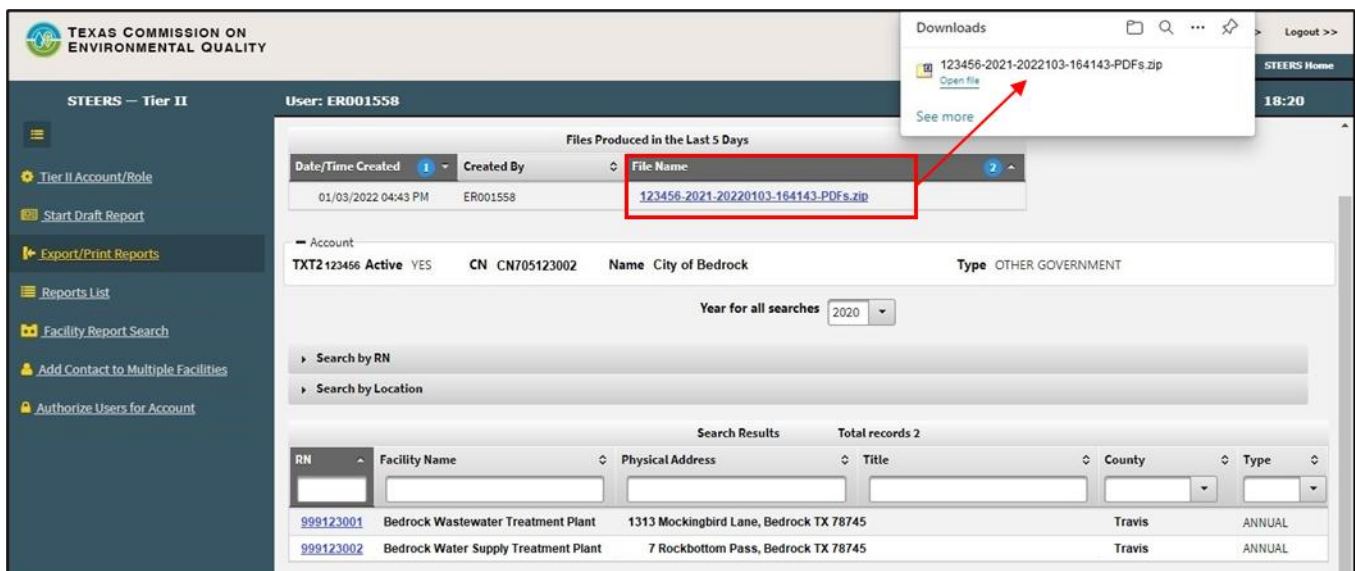 TEXAS COMMISSION ON
ENVIRONMENTAL QUALITY
Downloads
123456-2021-2022103-164143-PDFs.zip
Open file
See more
> Logout >>
STEERS Home
STEERS — Tier II
User: ER001558
18:20
Tier II Account/Role
Start Draft Report
Export/Print Reports
Reports List
Facility Report Search
Add Contact to Multiple Facilities
Authorize Users for Account
Files Produced in the Last 5 Days
Date/Time Created 1 Created By File Name 2
01/03/2022 04:43 PM ER001558 123456-2021-20220103-164143-PDFs.zip
Account
TXT2 123456 Active YES CN CN705123002 Name City of Bedrock Type OTHER GOVERNMENT
Year for all searches 2020
Search by RN
Search by Location
Search Results Total records 2
RN Facility Name Physical Address Title County Type
999123001 Bedrock Wastewater Treatment Plant 1313 Mockingbird Lane, Bedrock TX 78745 Travis ANNUAL
999123002 Bedrock Water Supply Treatment Plant 7 Rockbottom Pass, Bedrock TX 78745 Travis ANNUAL